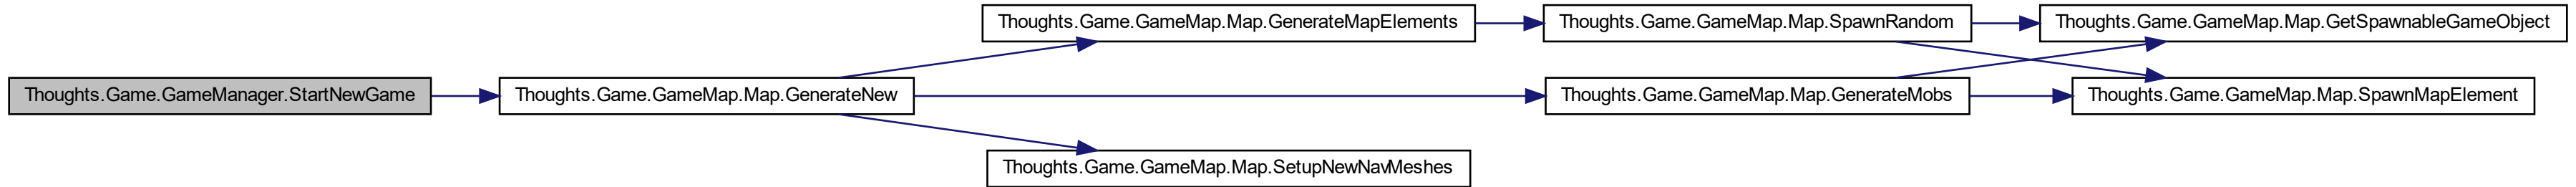 Thoughts.Game.GameManager.StartNewGame
Thoughts.Game.GameMap.Map.GenerateNew
Thoughts.Game.GameMap.Map.GenerateMapElements
Thoughts.Game.GameMap.Map.SetupNewNavMeshes
Thoughts.Game.GameMap.Map.SpawnRandom
Thoughts.Game.GameMap.Map.GenerateMobs
Thoughts.Game.GameMap.Map.GetSpawnableGameObject
Thoughts.Game.GameMap.Map.SpawnMapElement